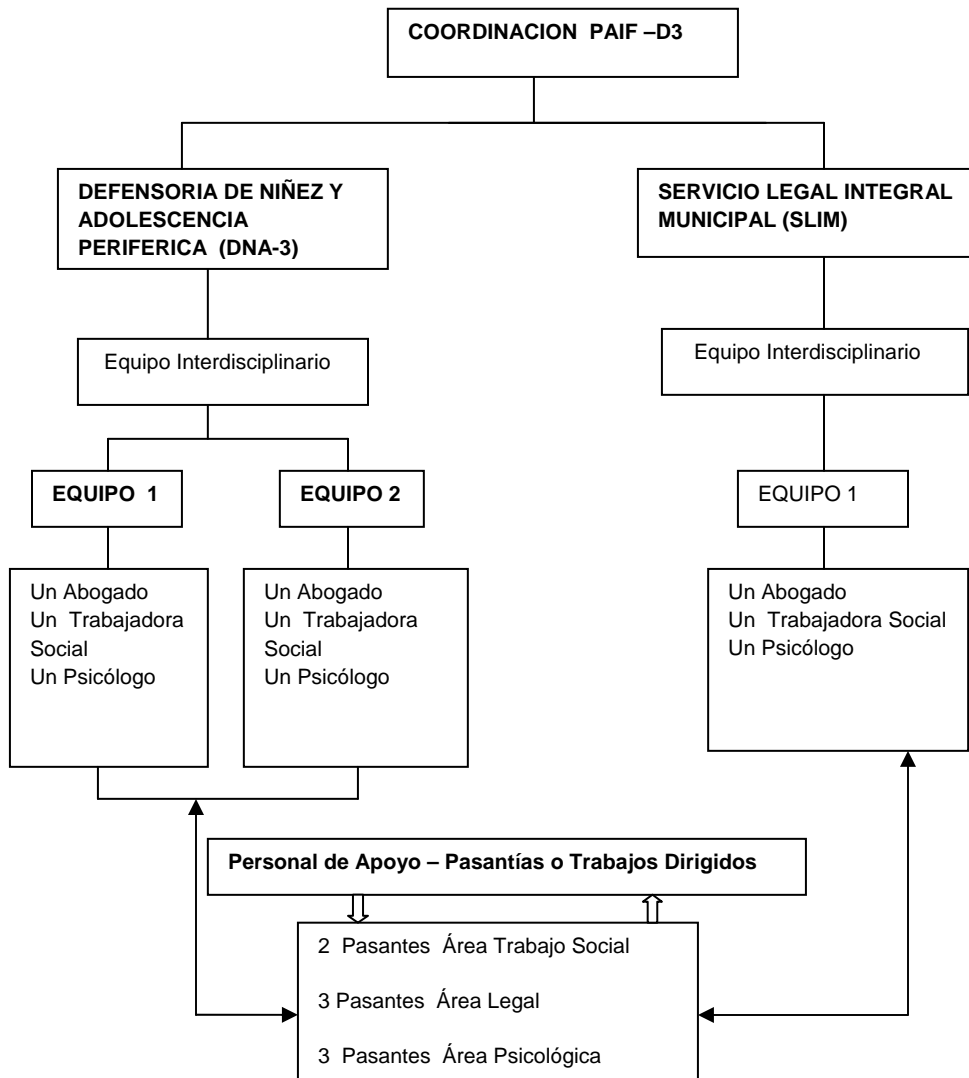 COORDINACION PAIF –D3
DEFENSORIA DE NIÑEZ Y
ADOLESCENCIA
PERIFERICA (DNA-3)
SERVICIO LEGAL INTEGRAL
MUNICIPAL (SLIM)
Equipo Interdisciplinario
Equipo Interdisciplinario
EQUIPO 1
EQUIPO 2
EQUIPO 1
Un Abogado
Un Trabajadora
Social
Un Psicólogo
Un Abogado
Un Trabajadora
Social
Un Psicólogo
Un Abogado
Un Trabajadora Social
Un Psicólogo
Personal de Apoyo – Pasantías o Trabajos Dirigidos
2 Pasantes Área Trabajo Social
3 Pasantes Área Legal
3 Pasantes Área Psicológica